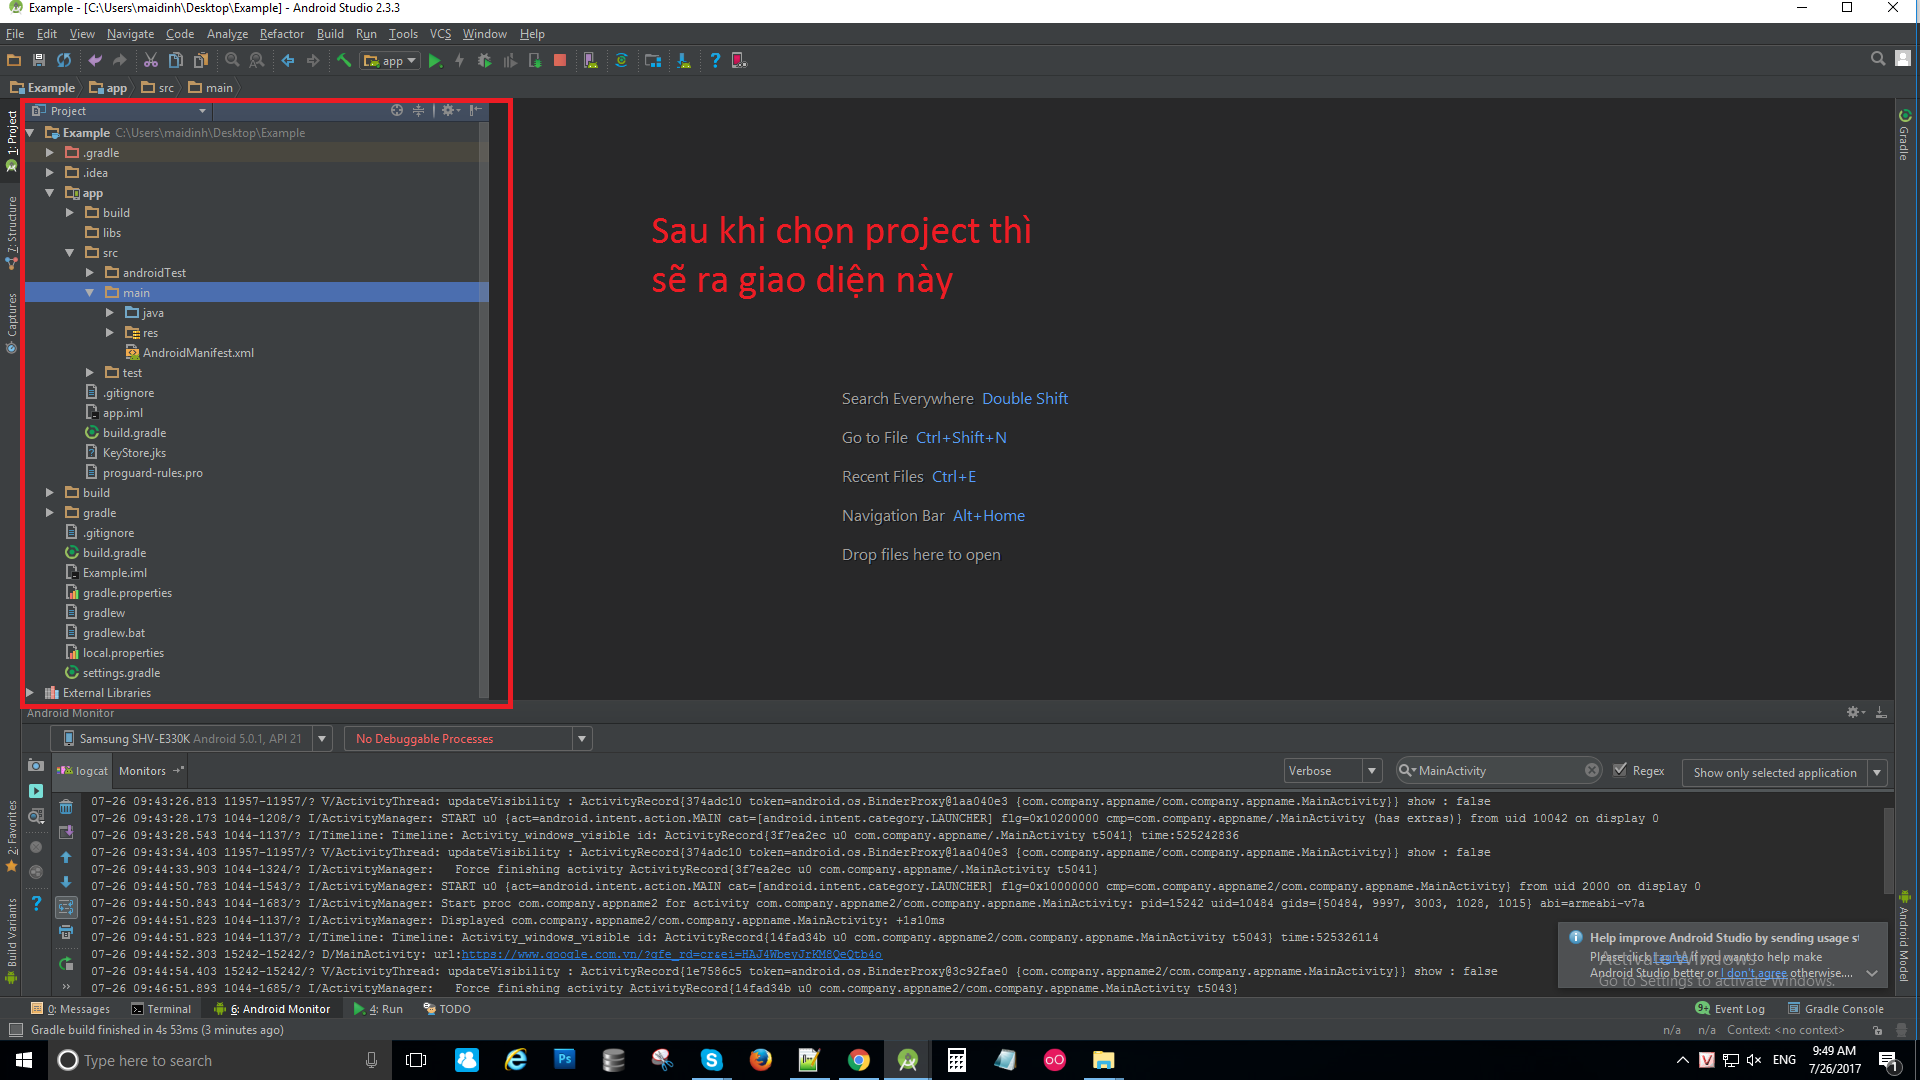 Example - [C:\Users\maidinh\Desktop\Example] - Android Studio 2.3.3
File Edit View Navigate Code Analyze Refactor Build Run Tools VCS Window Help
app
Example app src main
Project
1: Project
7: Structure
Captures
2: Favorites
Build Variants
Gradle
Android Model
Example C:\Users\maidinh\Desktop\Example
.gradle
.idea
app
build
libs
src
androidTest
main
java
res
AndroidManifest.xml
test
.gitignore
app.iml
build.gradle
KeyStore.jks
proguard-rules.pro
build
gradle
.gitignore
build.gradle
Example.iml
gradle.properties
gradlew
gradlew.bat
local.properties
settings.gradle
External Libraries
Sau khi chọn project thì
sẽ ra giao diện này
Search Everywhere Double Shift
Go to File Ctrl+Shift+N
Recent Files Ctrl+E
Navigation Bar Alt+Home
Drop files here to open
Android Monitor
Samsung SHV-E330K Android 5.0.1, API 21
No Debuggable Processes
logcat Monitors
Verbose
MainActivity
Regex
Show only selected application
07-26 09:43:26.813 11957-11957/? V/ActivityThread: updateVisibility : ActivityRecord{374adc10 token=android.os.BinderProxy@1aa040e3 {com.company.appname/com.company.appname.MainActivity}} show : false
07-26 09:43:28.173 1044-1208/? I/ActivityManager: START u0 {act=android.intent.action.MAIN cat=[android.intent.category.LAUNCHER] flg=0x10200000 cmp=com.company.appname/.MainActivity (has extras)} from uid 10042 on display 0
07-26 09:43:28.543 1044-1137/? I/Timeline: Timeline: Activity_windows_visible id: ActivityRecord{3f7ea2ec u0 com.company.appname/.MainActivity t5041} time:525242836
07-26 09:43:34.403 11957-11957/? V/ActivityThread: updateVisibility : ActivityRecord{374adc10 token=android.os.BinderProxy@1aa040e3 {com.company.appname/com.company.appname.MainActivity}} show : false
07-26 09:44:33.903 1044-1324/? I/ActivityManager: Force finishing activity ActivityRecord{3f7ea2ec u0 com.company.appname/.MainActivity t5041}
07-26 09:44:50.783 1044-1543/? I/ActivityManager: START u0 {act=android.intent.action.MAIN cat=[android.intent.category.LAUNCHER] flg=0x10000000 cmp=com.company.appname2/com.company.appname.MainActivity} from uid 2000 on display 0
07-26 09:44:50.843 1044-1683/? I/ActivityManager: Start proc com.company.appname2 for activity com.company.appname2/com.company.appname.MainActivity: pid=15242 uid=10484 gids={50484, 9997, 3003, 1028, 1015} abi=armeabi-v7a
07-26 09:44:51.823 1044-1137/? I/ActivityManager: Displayed com.company.appname2/com.company.appname.MainActivity: +1s10ms
07-26 09:44:51.823 1044-1137/? I/Timeline: Timeline: Activity_windows_visible id: ActivityRecord{14fad34b u0 com.company.appname2/com.company.appname.MainActivity t5043} time:525326114
07-26 09:44:52.303 15242-15242/? D/MainActivity: url:https://www.google.com.vn/?gfe_rd=cr&ei=HAJ4WbeyJrKM8QeQtb4o
07-26 09:44:54.403 15242-15242/? V/ActivityThread: updateVisibility : ActivityRecord{1e7586c5 token=android.os.BinderProxy@3c92fae0 {com.company.appname2/com.company.appname.MainActivity}} show : false
07-26 09:46:51.893 1044-1685/? I/ActivityManager: Force finishing activity ActivityRecord{14fad34b u0 com.company.appname2/com.company.appname.MainActivity t5043}
Help improve Android Studio by sending usage st
Please click I agree if you want to help make
Android Studio better or I don't agree otherwise....
Activate Windows
Go to Settings to activate Windows.
0: Messages Terminal 6: Android Monitor 4: Run TODO
Event Log Gradle Console
Gradle build finished in 4s 53ms (3 minutes ago)
n/a n/a Context: <no context>
Type here to search
ENG
9:49 AM
7/26/2017